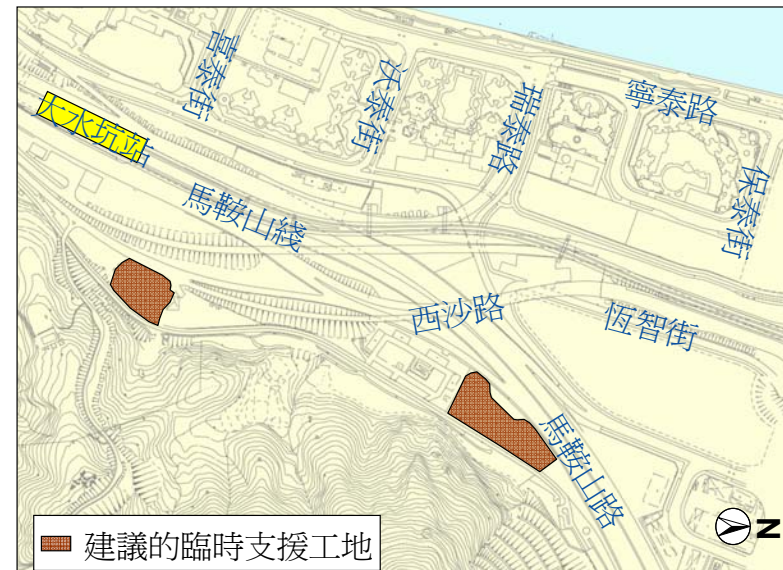 富泰街
沃泰街
瑞泰路
寧泰路
保泰街
大水坑站
馬鞍山綫
西沙路
恆智街
馬鞍山路
建議的臨時支援工地
N